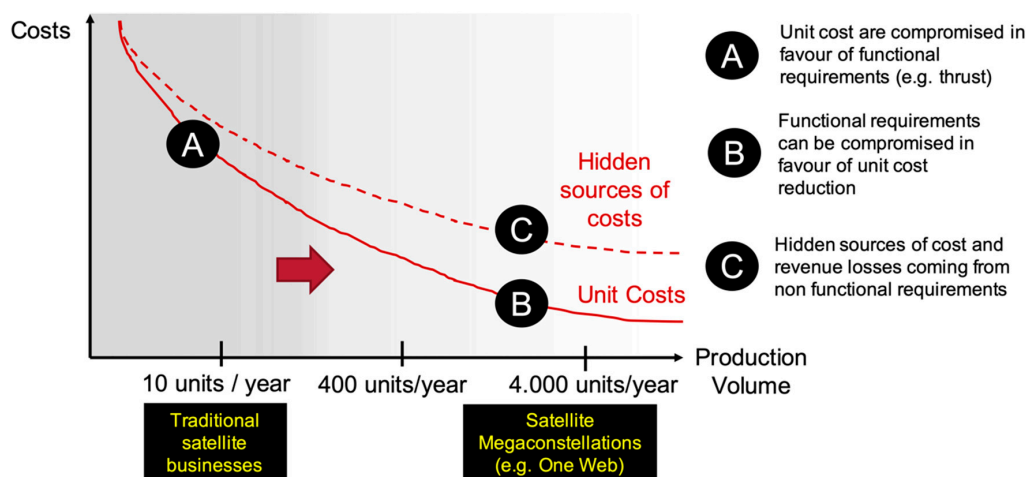 Costs
A
B
C
Hidden
sources of
costs
Unit Costs
10 units / year
400 units/year
4.000 units/year
Production
Volume
Traditional
satellite
businesses
Satellite
Megaconstellations
(e.g. One Web)
A
Unit cost are compromised in
favour of functional
requirements (e.g. thrust)
B
Functional requirements
can be compromised in
favour of unit cost
reduction
C
Hidden sources of cost and
revenue losses coming from
non functional requirements